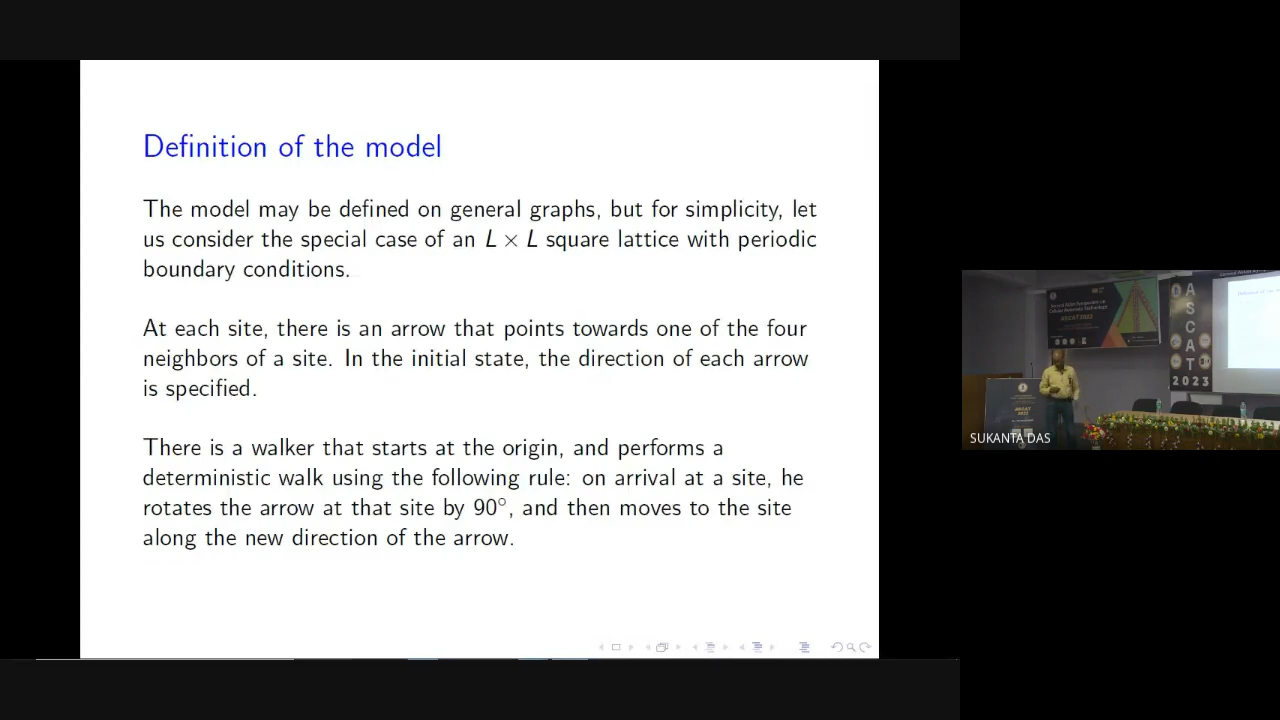 Definition of the model
The model may be defined on general graphs, but for simplicity, let
us consider the special case of an L × L square lattice with periodic
boundary conditions.
At each site, there is an arrow that points towards one of the four
neighbors of a site. In the initial state, the direction of each arrow
is specified.
There is a walker that starts at the origin, and performs a
deterministic walk using the following rule: on arrival at a site, he
rotates the arrow at that site by 90°, and then moves to the site
along the new direction of the arrow.
ASCAT
2023
SUKANTA DAS